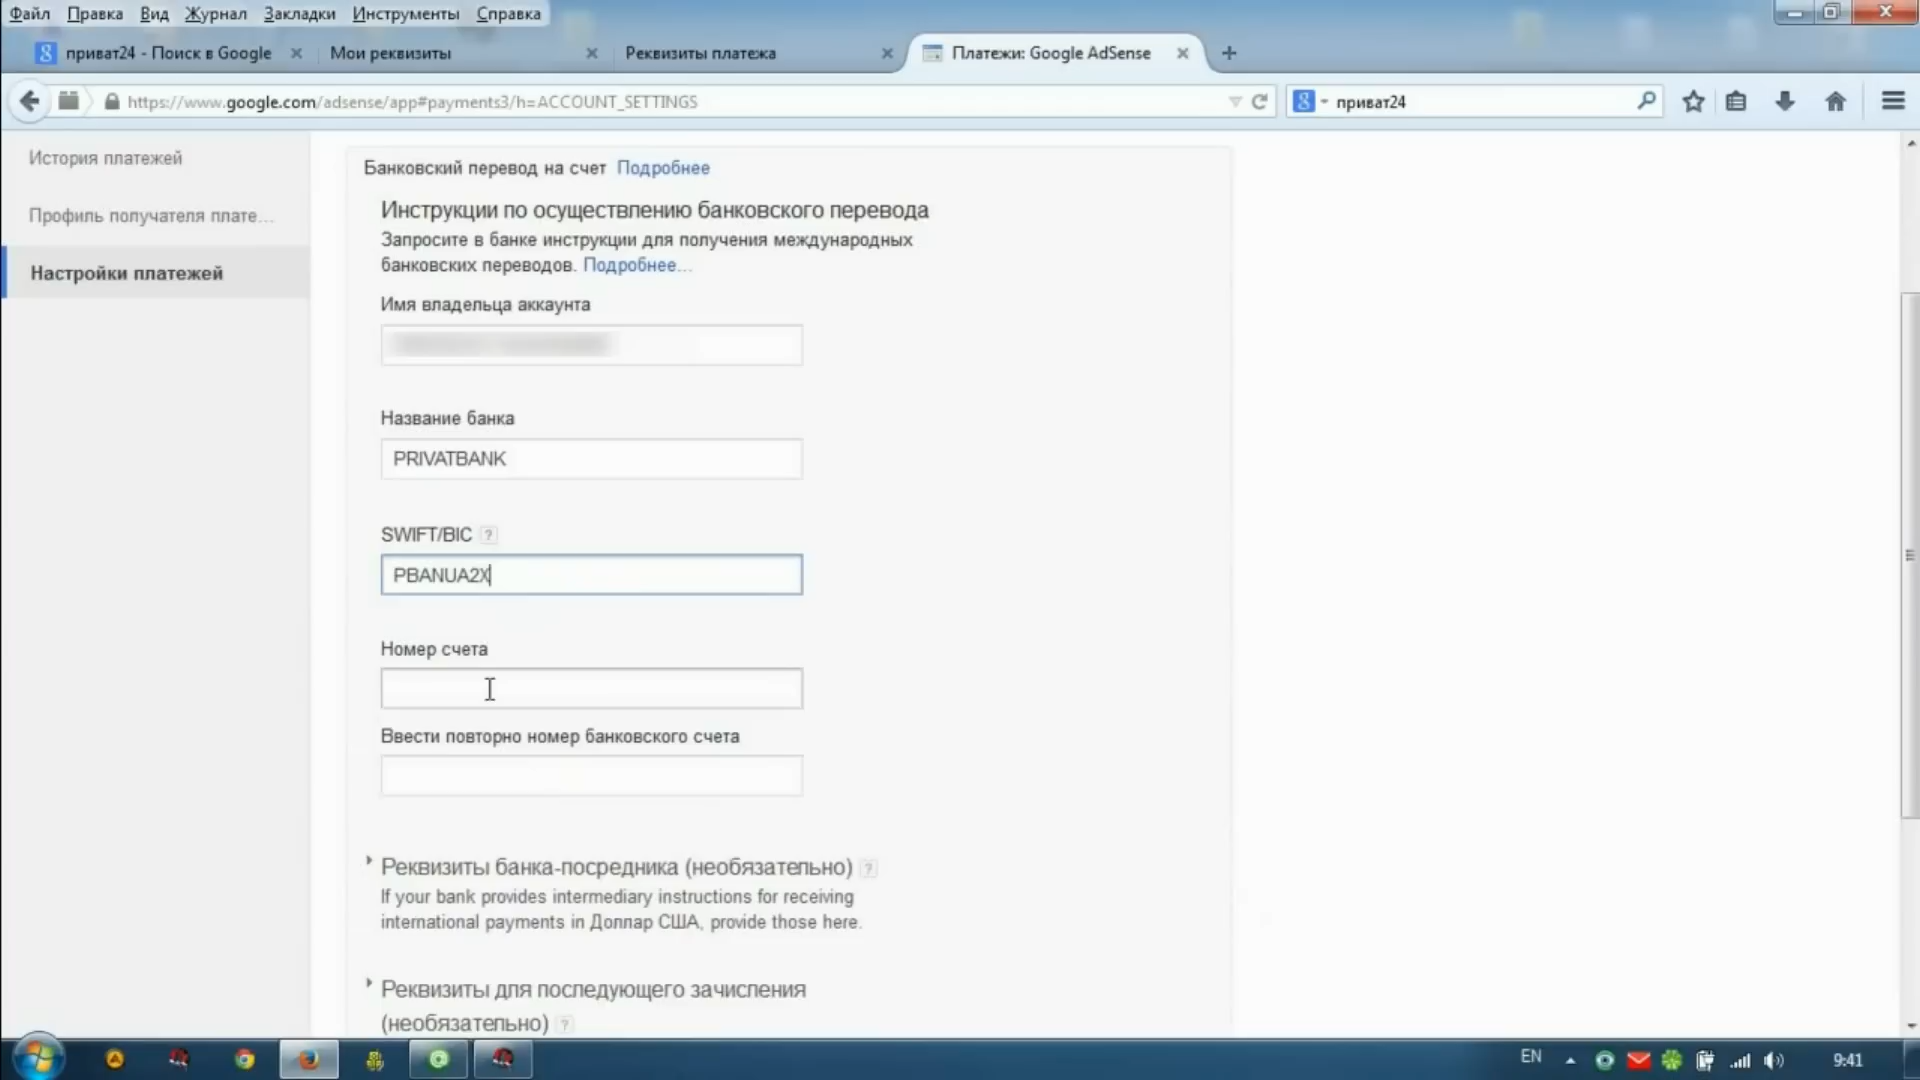 Файл Правка Вид Журнал Закладки Инструменты Справка
приват24 - Поиск в Google
Мои реквизиты
Реквизиты платежа
Платежи: Google AdSense
https://www.google.com/adsense/app#payments3/h=ACCOUNT_SETTINGS
приват24
История платежей
Профиль получателя плате...
Настройки платежей
Банковский перевод на счет Подробнее
Инструкции по осуществлению банковского перевода
Запросите в банке инструкции для получения международных
банковских переводов. Подробнее...
Имя владельца аккаунта
Название банка
PRIVATBANK
SWIFT/BIC ?
PBANUA2X
Номер счета
Ввести повторно номер банковского счета
Реквизиты банка-посредника (необязательно) ?
If your bank provides intermediary instructions for receiving
international payments in Доллар США, provide those here.
Реквизиты для последующего зачисления
(необязательно) ?
EN
9:41